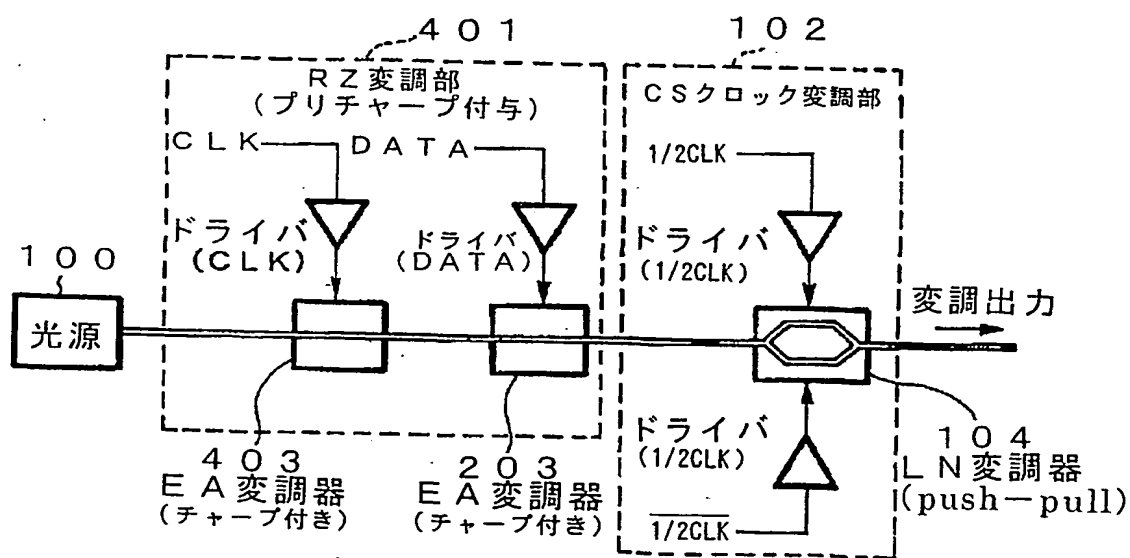 401
RZ変調部
(プリチャープ付与)
CLK
DATA
ドライバ
(CLK)
ドライバ
(DATA)
100
光源
403
EA変調器
(チャープ付き)
203
EA変調器
(チャープ付き)
102
CSクロック変調部
1/2CLK
ドライバ
(1/2CLK)
変調出力
ドライバ
(1/2CLK)
1/2CLK
104
LN変調器
(push-pull)